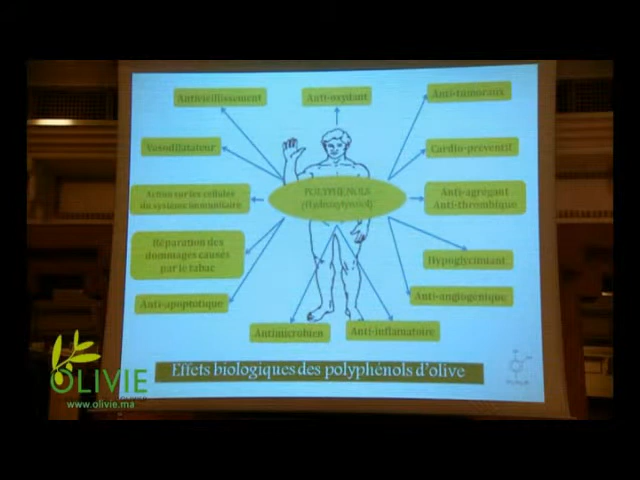 Antivieillissement
Anti-oxydant
Anti-tumoraux
Vasodilatateur
Cardio-préventif
Action sur les cellules
du système immunitaire
POLYPHENOLS
(Hydroxytyrosol)
Anti-agrégant
Anti-thrombique
Réparation des
dommages causés
par le tabac
Hypoglycémiant
Anti-apoptotique
Anti-angiogénique
Antimicrobien
Anti-inflamatoire
Effets biologiques des polyphénols d'olive
OLIVIE
www.olivie.ma